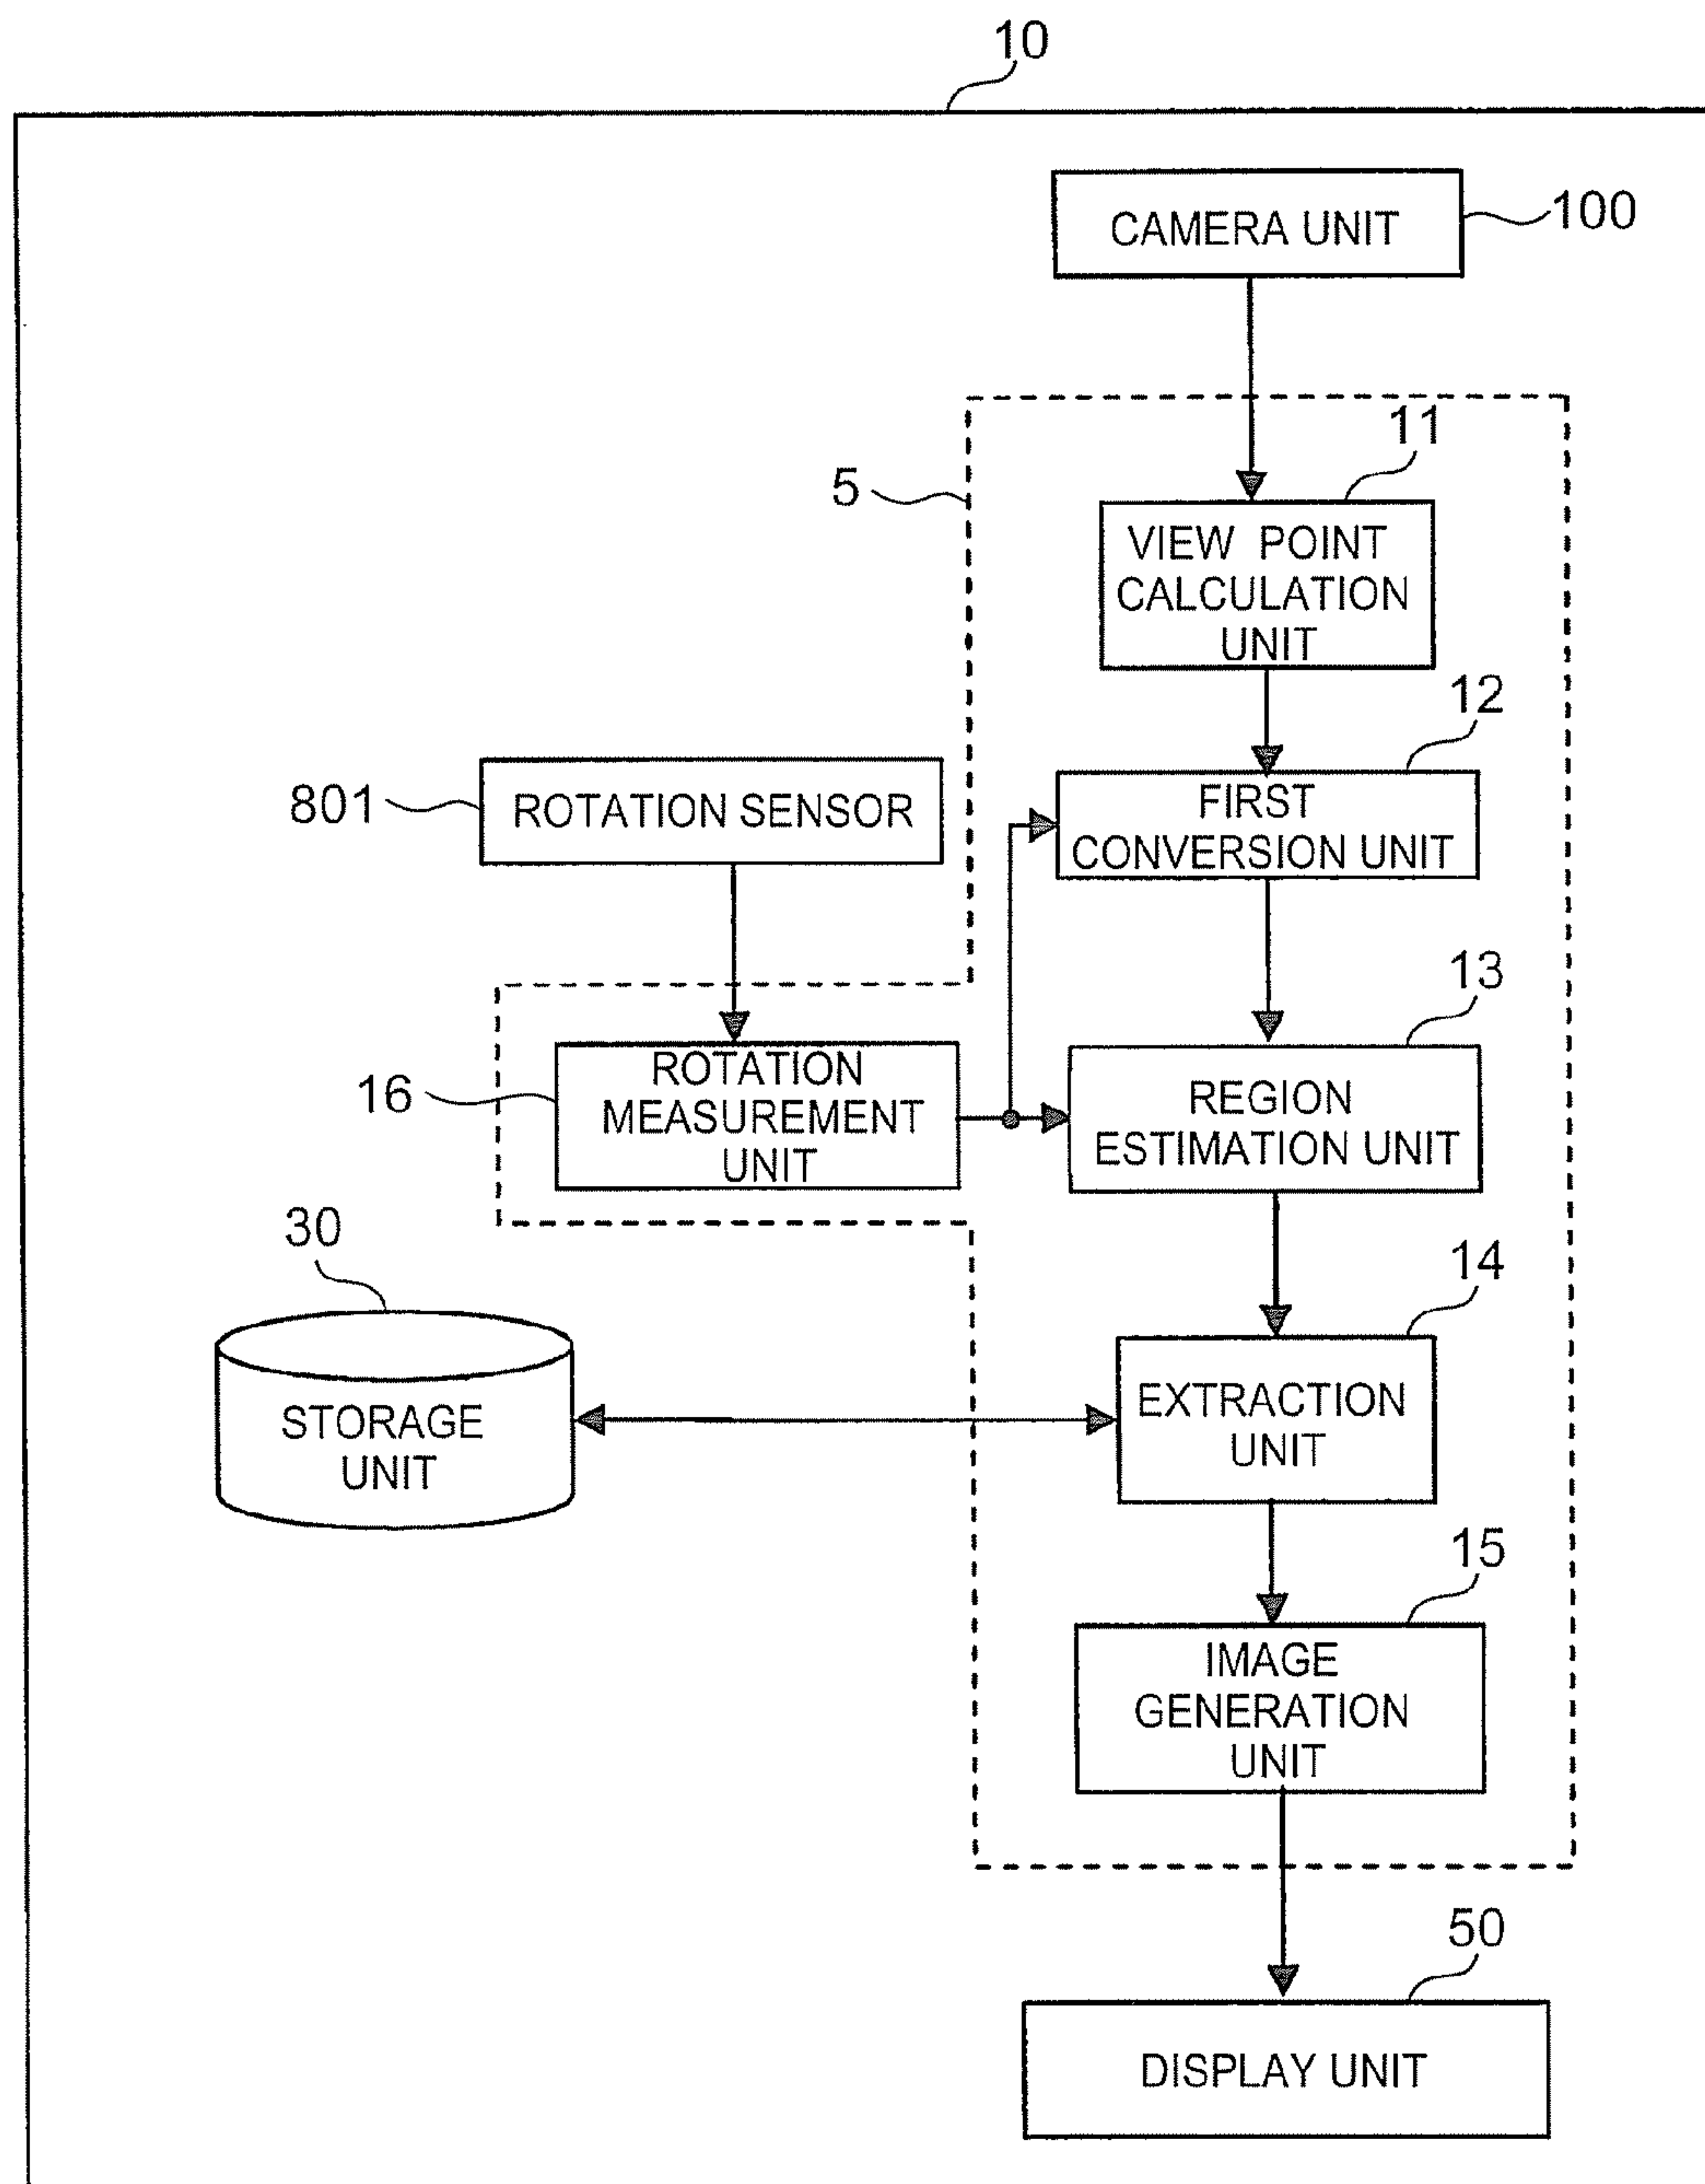 10
CAMERA UNIT
100
11
5
VIEW POINT
CALCULATION
UNIT
12
801
ROTATION SENSOR
FIRST
CONVERSION UNIT
13
16
ROTATION
MEASUREMENT
UNIT
REGION
ESTIMATION UNIT
30
14
STORAGE
UNIT
EXTRACTION
UNIT
15
IMAGE
GENERATION
UNIT
50
DISPLAY UNIT